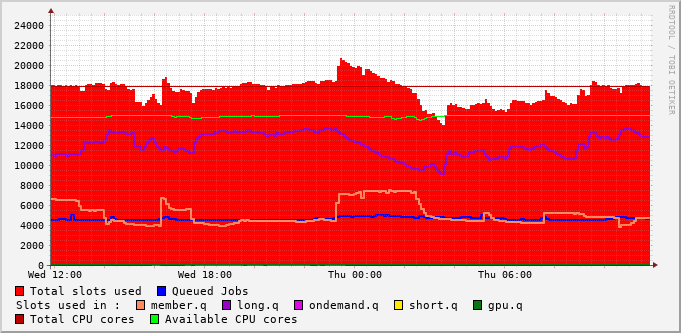 RRDTOOL / TOBI OETIKER
24000
22000
20000
18000
16000
14000
12000
10000
8000
6000
4000
2000
0
Wed 12:00 Wed 18:00 Thu 00:00 Thu 06:00
Total slots used Queued Jobs
Slots used in : member.q long.q ondemand.q short.q gpu.q
Total CPU cores Available CPU cores